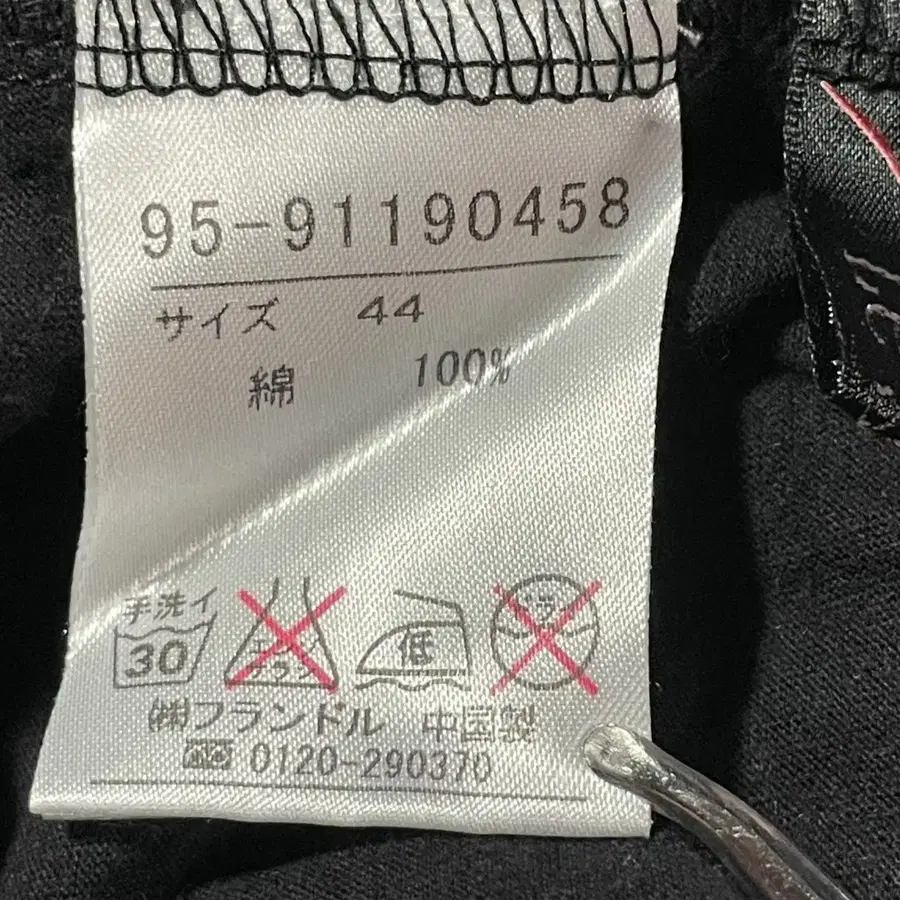 95-91190458
サイズ 44
綿 100%
手洗イ
30
低
㈱フランドル 中国製
0120-290370